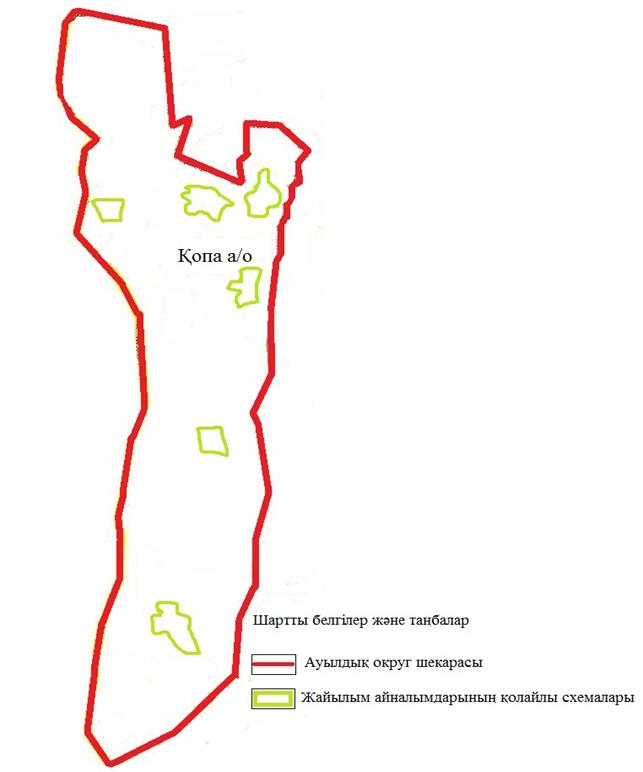 Қопа а/о
Шартты белгілер және таңбалар
Ауылдық округ шекарасы
Жайылым айналымдарының қолайлы схемалары